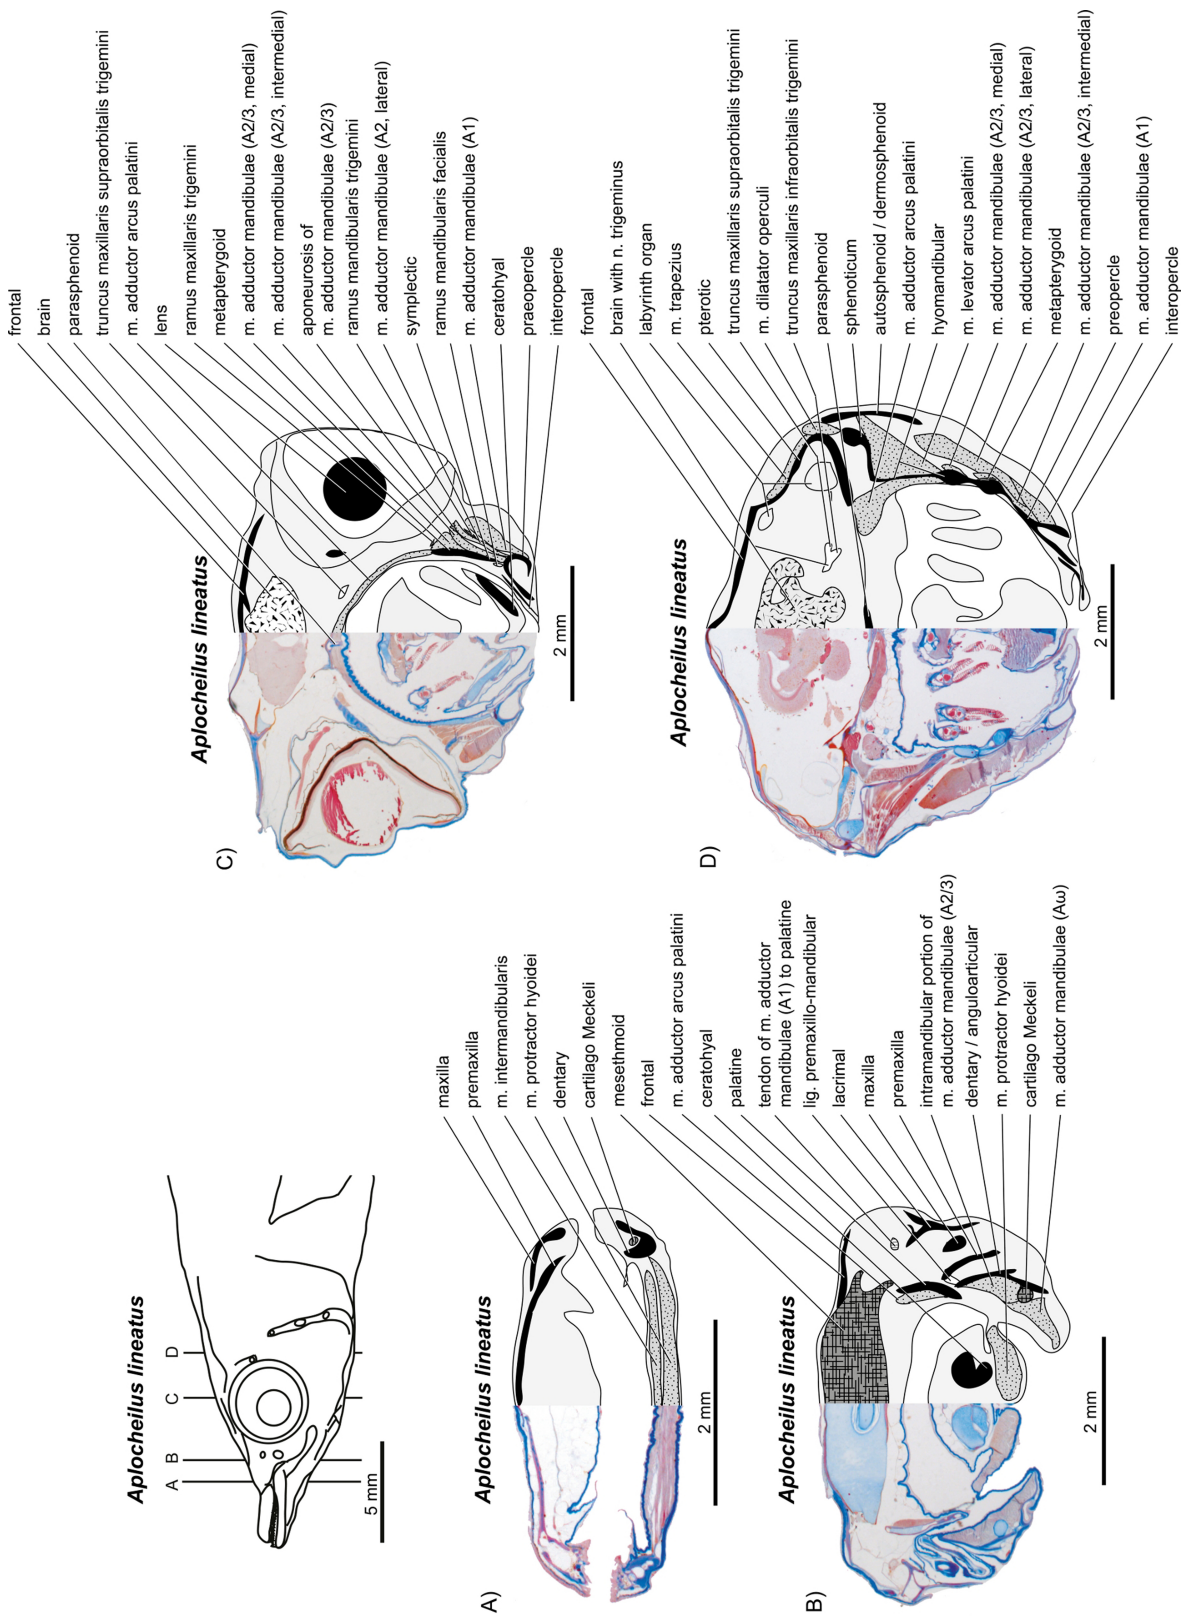 Aplocheilus lineatus
A
B
C
D
5 mm
A)
Aplocheilus lineatus
maxilla
premaxilla
m. intermandibularis
m. protractor hyoidei
dentary
cartilago Meckeli
2 mm
B)
Aplocheilus lineatus
mesethmoid
frontal
m. adductor arcus palatini
ceratohyal
palatine
tendon of m. adductor
mandibulae (A1) to palatine
lig. premaxillo-mandibular
lacrimal
maxilla
premaxilla
intramandibular portion of
m. adductor mandibulae (A2/3)
dentary / anguloarticular
m. protractor hyoidei
cartilago Meckeli
m. adductor mandibulae (Aω)
2 mm
C)
Aplocheilus lineatus
frontal
brain
parasphenoid
truncus maxillaris supraorbitalis trigemini
m. adductor arcus palatini
lens
ramus maxillaris trigemini
metapterygoid
m. adductor mandibulae (A2/3, medial)
m. adductor mandibulae (A2/3, intermedial)
aponeurosis of
m. adductor mandibulae (A2/3)
ramus mandibularis trigemini
m. adductor mandibulae (A2, lateral)
symplectic
ramus mandibularis facialis
m. adductor mandibulae (A1)
ceratohyal
praeopercle
interopercle
2 mm
D)
Aplocheilus lineatus
frontal
brain with n. trigeminus
labyrinth organ
m. trapezius
pterotic
truncus maxillaris supraorbitalis trigemini
m. dilatator operculi
truncus maxillaris infraorbitalis trigemini
parasphenoid
sphenoticum
autosphenoid / dermosphenoid
m. adductor arcus palatini
hyomandibular
m. levator arcus palatini
m. adductor mandibulae (A2/3, medial)
m. adductor mandibulae (A2/3, lateral)
metapterygoid
m. adductor mandibulae (A2/3, intermedial)
preopercle
m. adductor mandibulae (A1)
interopercle
2 mm